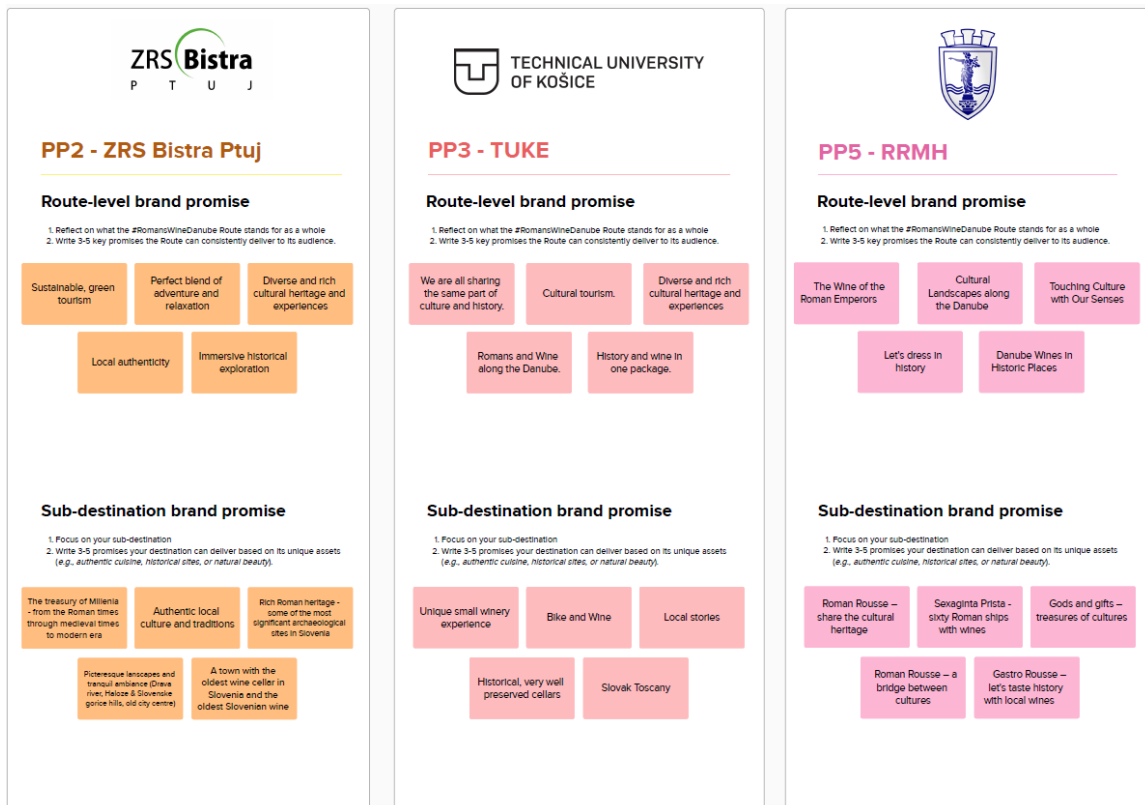 ZRS Bistra
P T U J
PP2 - ZRS Bistra Ptuj
Route-level brand promise
1. Reflect on what the #RomansWineDanube Route stands for as a whole
2. Write 3-5 key promises the Route can consistently deliver to its audience.
Sustainable, green
tourism
Perfect blend of
adventure and
relaxation
Diverse and rich
cultural heritage and
experiences
Local authenticity
Immersive historical
exploration
Sub-destination brand promise
1. Focus on your sub-destination
2. Write 3-5 promises your destination can deliver based on its unique assets
(e.g., authentic cuisine, historical sites, or natural beauty).
The treasury of Millenia
- from the Roman times
through medieval times
to modern era
Authentic local
culture and traditions
Rich Roman heritage -
some of the most
significant archaeological
sites in Slovenia
Picteresque lanscapes and
tranquil ambiance (Drava
river, Haloze & Slovenske
gorice hills, old city centre)
A town with the
oldest wine cellar in
Slovenia and the
oldest Slovenian wine
TECHNICAL UNIVERSITY
OF KOŠICE
PP3 - TUKE
Route-level brand promise
1. Reflect on what the #RomansWineDanube Route stands for as a whole
2. Write 3-5 key promises the Route can consistently deliver to its audience.
We are all sharing
the same part of
culture and history.
Cultural tourism.
Diverse and rich
cultural heritage and
experiences
Romans and Wine
along the Danube.
History and wine in
one package.
Sub-destination brand promise
1. Focus on your sub-destination
2. Write 3-5 promises your destination can deliver based on its unique assets
(e.g., authentic cuisine, historical sites, or natural beauty).
Unique small winery
experience
Bike and Wine
Local stories
Historical, very well
preserved cellars
Slovak Toscany
PP5 - RRMH
Route-level brand promise
1. Reflect on what the #RomansWineDanube Route stands for as a whole
2. Write 3-5 key promises the Route can consistently deliver to its audience.
The Wine of the
Roman Emperors
Cultural
Landscapes along
the Danube
Touching Culture
with Our Senses
Let's dress in
history
Danube Wines in
Historic Places
Sub-destination brand promise
1. Focus on your sub-destination
2. Write 3-5 promises your destination can deliver based on its unique assets
(e.g., authentic cuisine, historical sites, or natural beauty).
Roman Rousse –
share the cultural
heritage
Sexaginta Prista -
sixty Roman ships
with wines
Gods and gifts –
treasures of cultures
Roman Rousse – a
bridge between
cultures
Gastro Rousse –
let's taste history
with local wines